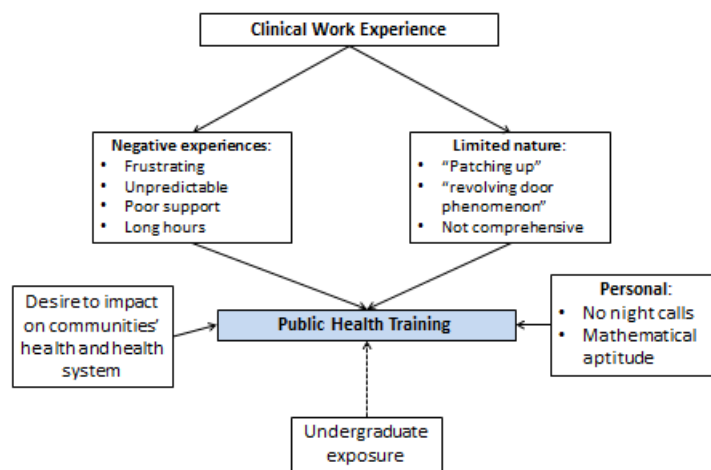 Clinical Work Experience
Negative experiences:
• Frustrating
• Unpredictable
• Poor support
• Long hours
Limited nature:
• “Patching up”
• “revolving door
phenomenon”
• Not comprehensive
Desire to impact
on communities’
health and health
system
Public Health Training
Personal:
• No night calls
• Mathematical
aptitude
Undergraduate
exposure